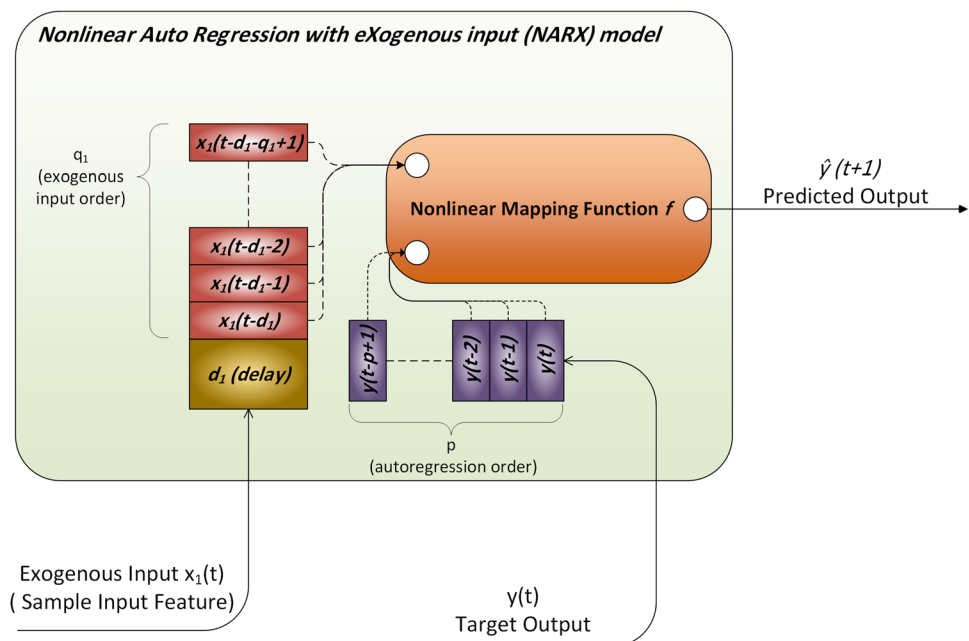 Nonlinear Auto Regression with eXogenous input (NARX) model
x₁(t-d₁-q₁+1)
q₁
(exogenous
input order)
x₁(t-d₁-2)
x₁(t-d₁-1)
x₁(t-d₁)
d₁ (delay)
Nonlinear Mapping Function f
ŷ (t+1)
Predicted Output
y(t-p+1)
y(t-2)
y(t-1)
y(t)
p
(autoregression order)
Exogenous Input x₁(t)
( Sample Input Feature)
y(t)
Target Output